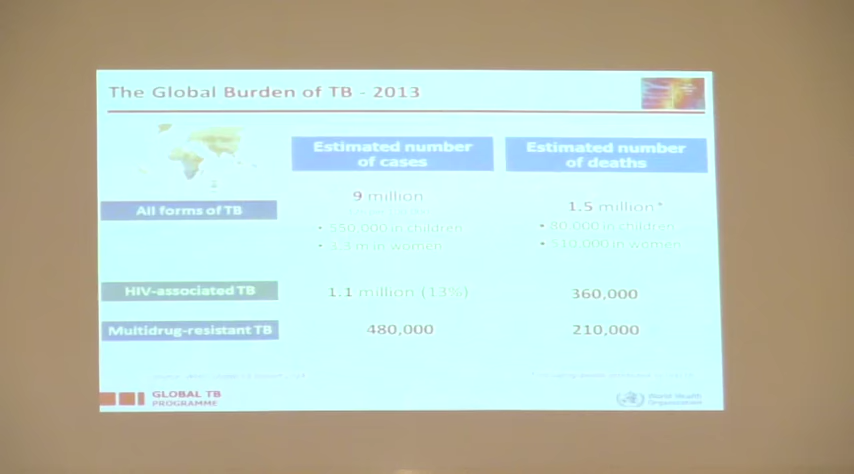 The Global Burden of TB - 2013
Estimated number
of cases
Estimated number
of deaths
All forms of TB
9 million
• 550,000 in children
• 3.3 m in women
1.5 million*
• 80,000 in children
• 510,000 in women
HIV-associated TB
1.1 million (13%)
360,000
Multidrug-resistant TB
480,000
210,000
GLOBAL TB
PROGRAMME
World Health
Organization